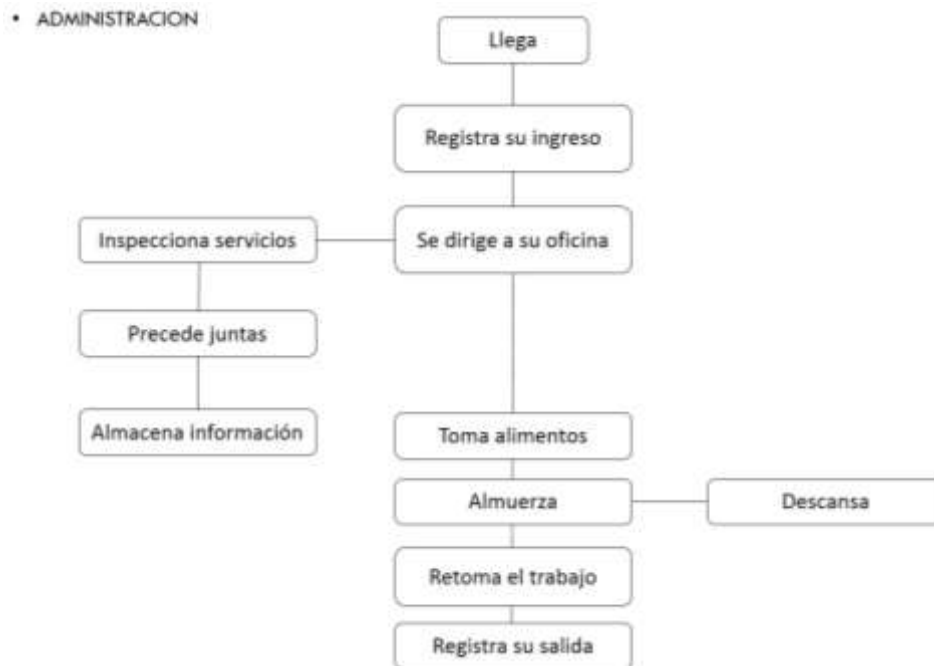 • ADMINISTRACION
Llega
Registra su ingreso
Inspecciona servicios
Se dirige a su oficina
Precede juntas
Almacena información
Toma alimentos
Almuerza
Descansa
Retoma el trabajo
Registra su salida